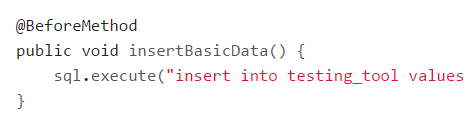 @BeforeMethod
public void insertBasicData() {
sql.execute("insert into testing_tool values
}